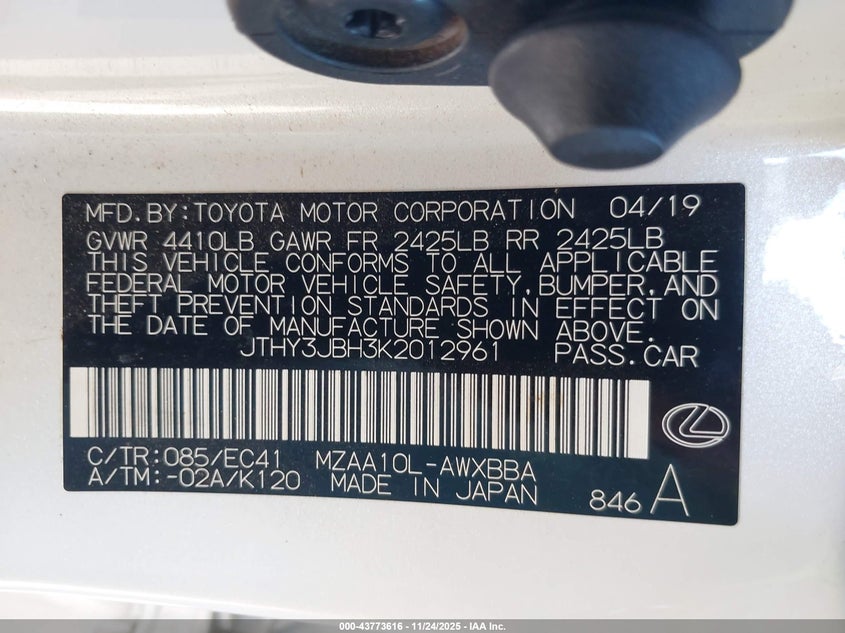 MFD.BY:TOYOTA MOTOR CORPORATION 04/19
GVWR 4410LB GAWR FR 2425LB RR 2425LB
THIS VEHICLE CONFORMS TO ALL APPLICABLE
FEDERAL MOTOR VEHICLE SAFETY,BUMPER,AND
THEFT PREVENTION STANDARDS IN EFFECT ON
THE DATE OF MANUFACTURE SHOWN ABOVE.
JTHY3JBH3K2012961 PASS.CAR
C/TR:085/EC41 MZAA10L-AWXBBA
A/TM:-02A/K120 MADE IN JAPAN
846 A
000-43773616 - 11/24/2025 - IAA Inc.